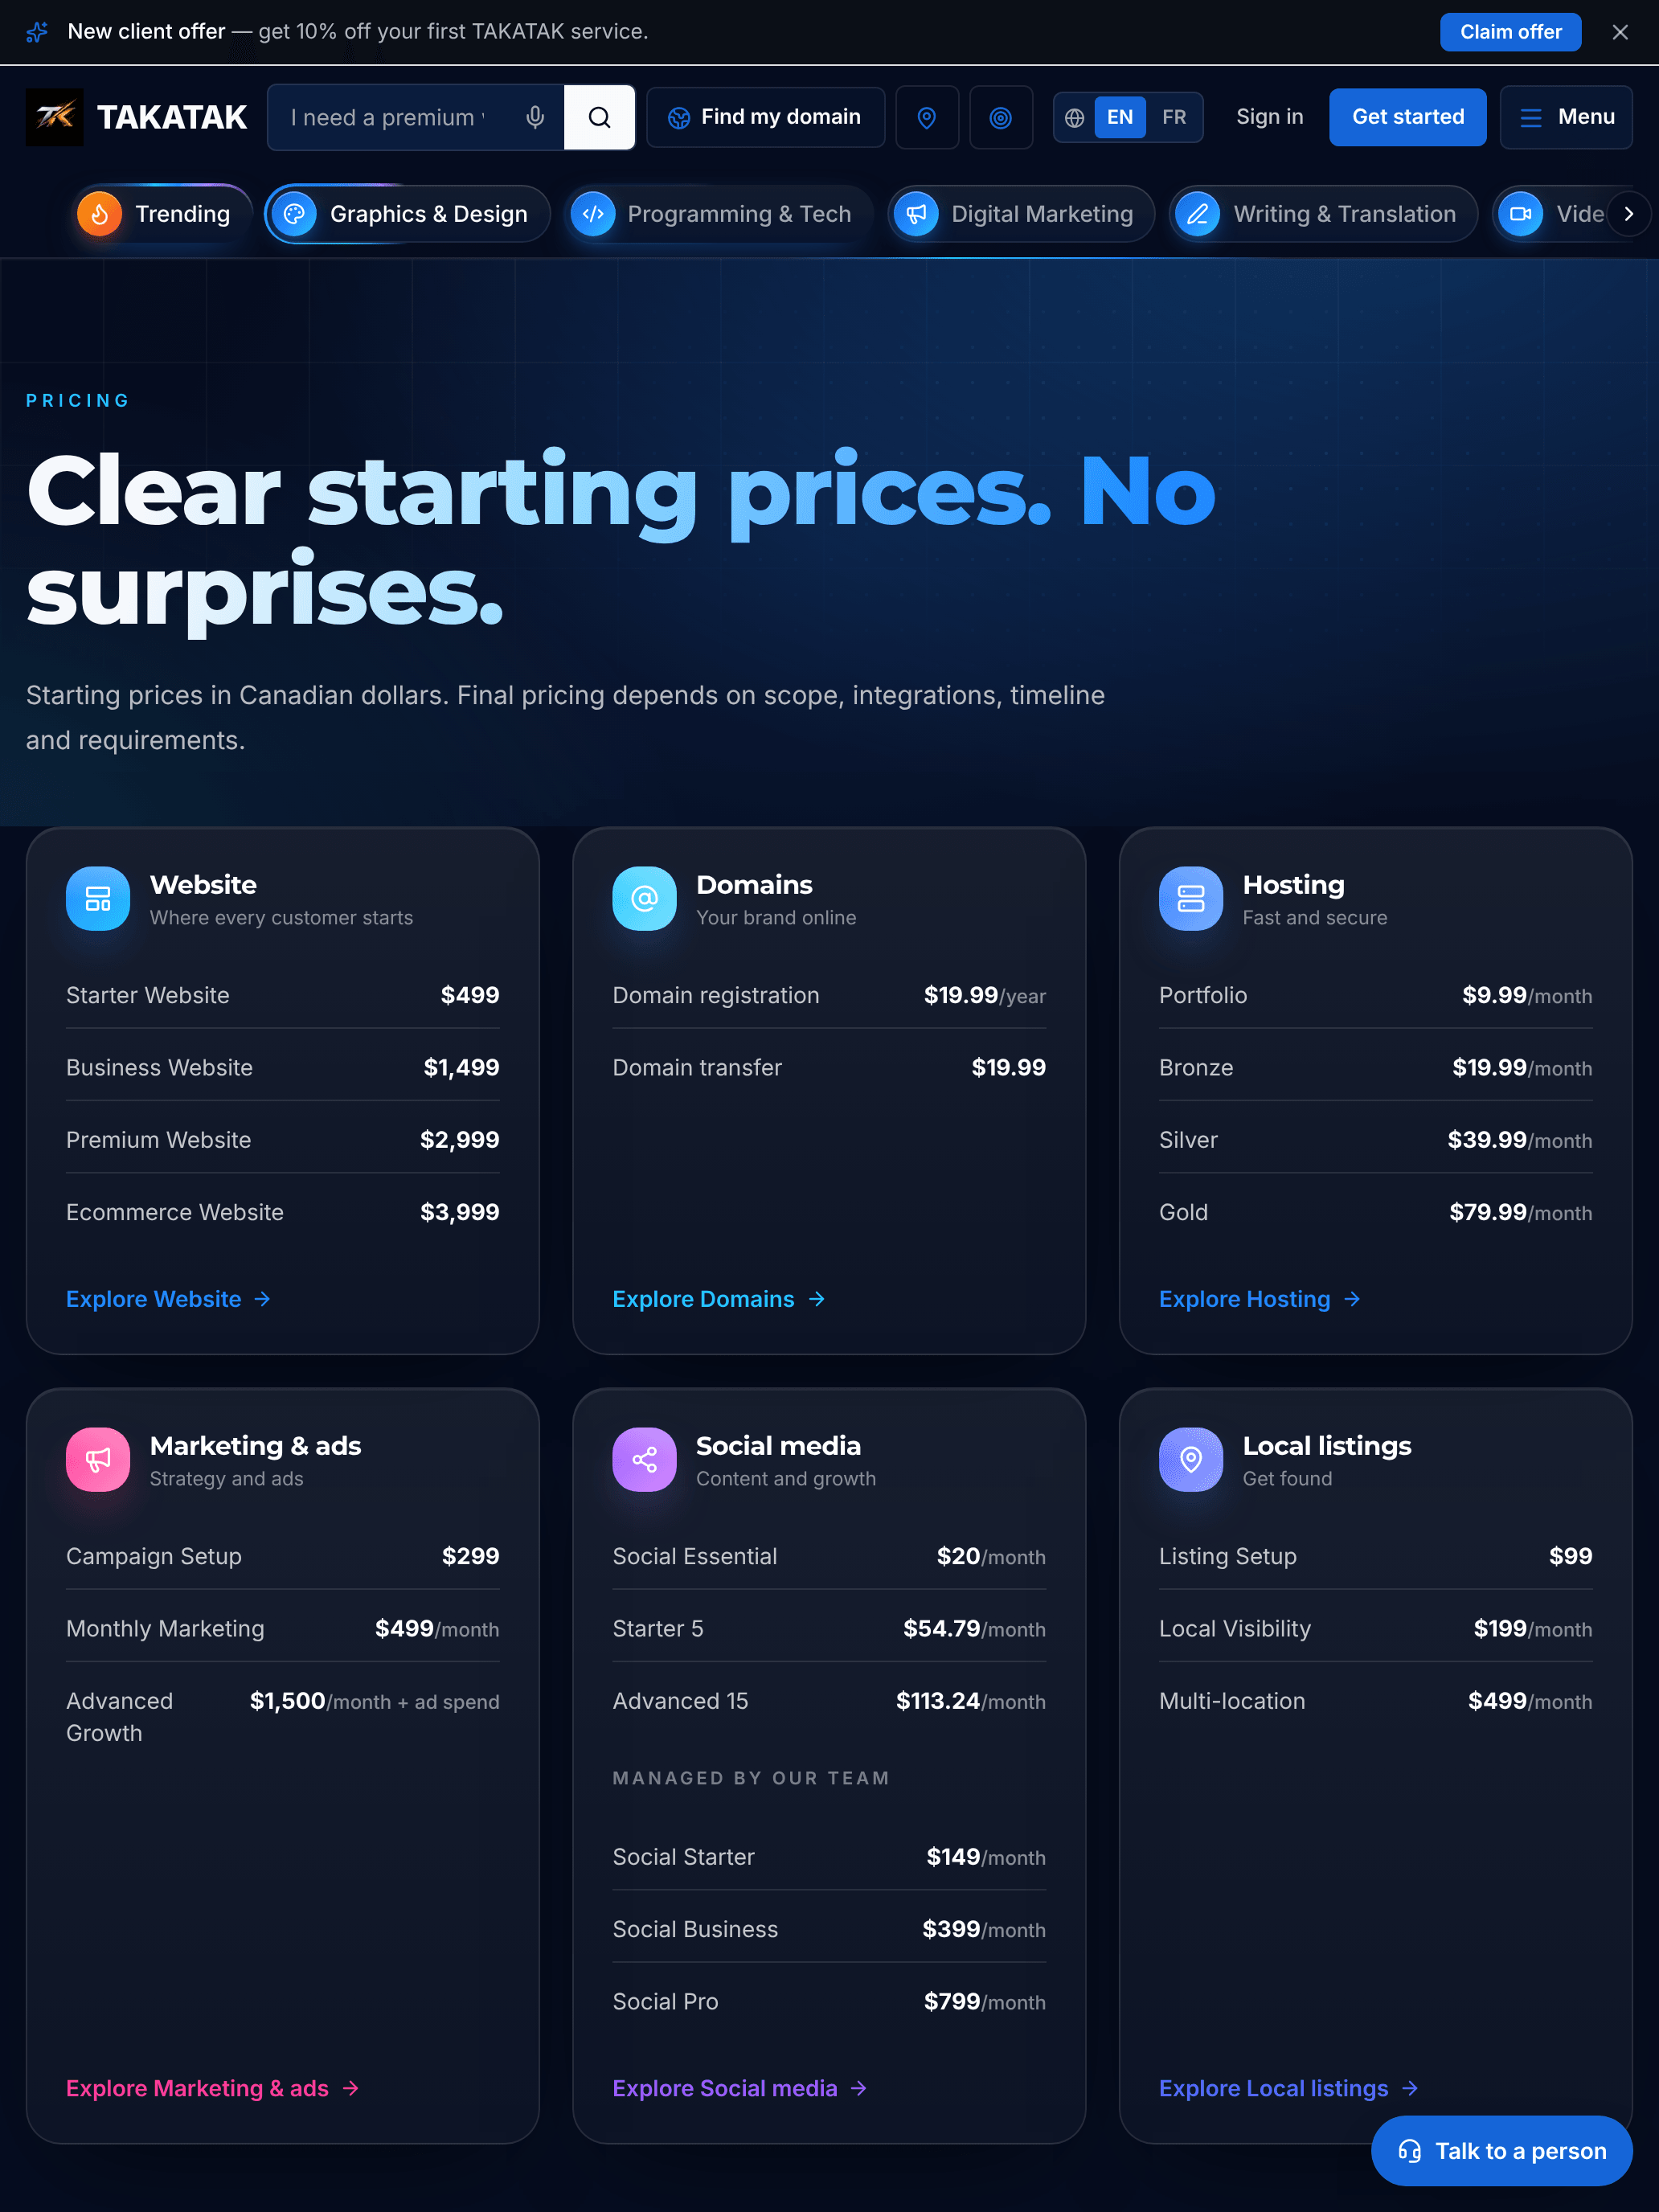 New client offer — get 10% off your first TAKATAK service.
Claim offer
TAKATAK
I need a premium
Find my domain
EN
FR
Sign in
Get started
Menu
Trending
Graphics & Design
Programming & Tech
Digital Marketing
Writing & Translation
PRICING
Clear starting prices. No
surprises.
Starting prices in Canadian dollars. Final pricing depends on scope, integrations, timeline
and requirements.
Website
Where every customer starts
Starter Website $499
Business Website $1,499
Premium Website $2,999
Ecommerce Website $3,999
Explore Website
Domains
Your brand online
Domain registration $19.99/year
Domain transfer $19.99
Explore Domains
Hosting
Fast and secure
Portfolio $9.99/month
Bronze $19.99/month
Silver $39.99/month
Gold $79.99/month
Explore Hosting
Marketing & ads
Strategy and ads
Campaign Setup $299
Monthly Marketing $499/month
Advanced $1,500/month + ad spend
Growth
Explore Marketing & ads
Social media
Content and growth
Social Essential $20/month
Starter 5 $54.79/month
Advanced 15 $113.24/month
MANAGED BY OUR TEAM
Social Starter $149/month
Social Business $399/month
Social Pro $799/month
Explore Social media
Local listings
Get found
Listing Setup $99
Local Visibility $199/month
Multi-location $499/month
Explore Local listings
Talk to a person